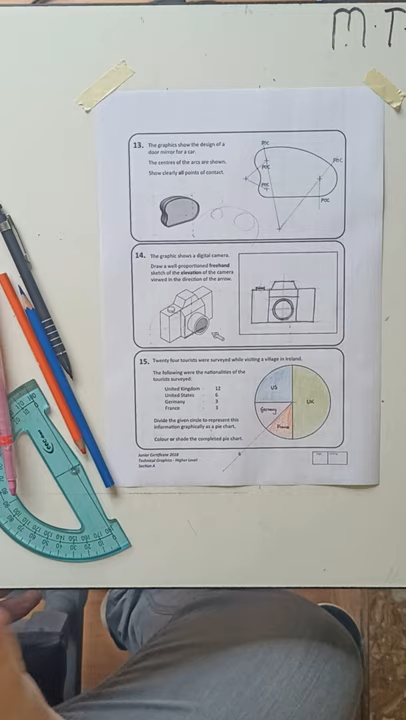 M.T.
13. The graphics show the design of a
door mirror for a car.
The centres of the arcs are shown.
Show clearly all points of contact.
POC
POC
POC
POC
POC
14. The graphic shows a digital camera.
Draw a well-proportioned freehand
sketch of the elevation of the camera
viewed in the direction of the arrow.
15. Twenty four tourists were surveyed while visiting a village in Ireland.
The following were the nationalities of the
tourists surveyed:
United Kingdom 12
United States 6
Germany 3
France 3
Divide the given circle to represent this
information graphically as a pie chart.
Colour or shade the completed pie chart.
US
UK
Germany
France
Junior Certificate 2018
Technical Graphics - Higher Level
Section A
6